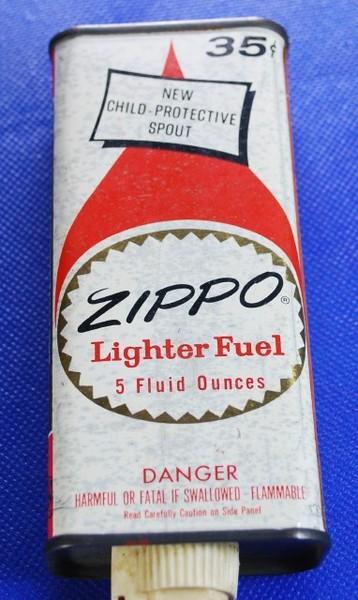 35¢
NEW
CHILD-PROTECTIVE
SPOUT
ZIPPO®
Lighter Fuel
5 Fluid Ounces
DANGER
HARMFUL OR FATAL IF SWALLOWED - FLAMMABLE
Read Carefully Caution on Side Panel